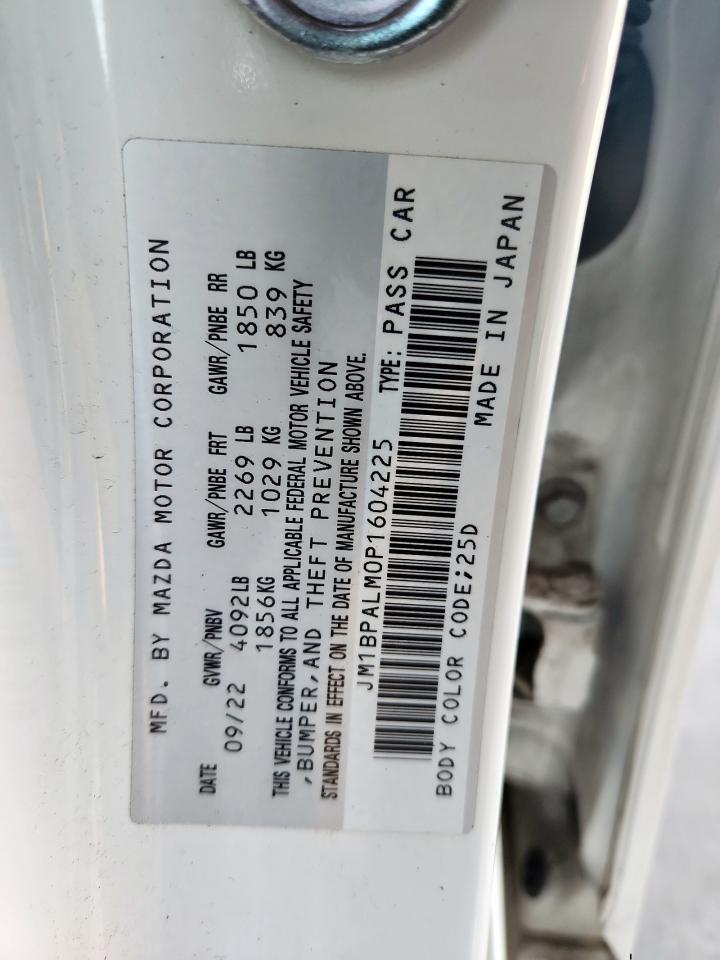 MFD. BY MAZDA MOTOR CORPORATION
DATE GVWR/PNBV GAWR/PNBE FRT GAWR/PNBE RR
09/22 4092LB 2269 LB 1850 LB
1856KG 1029 KG 839 KG
THIS VEHICLE CONFORMS TO ALL APPLICABLE FEDERAL MOTOR VEHICLE SAFETY
,BUMPER,AND THEFT PREVENTION
STANDARDS IN EFFECT ON THE DATE OF MANUFACTURE SHOWN ABOVE.
JM1BPALM0P1604225 TYPE: PASS CAR
BODY COLOR CODE;25D MADE IN JAPAN